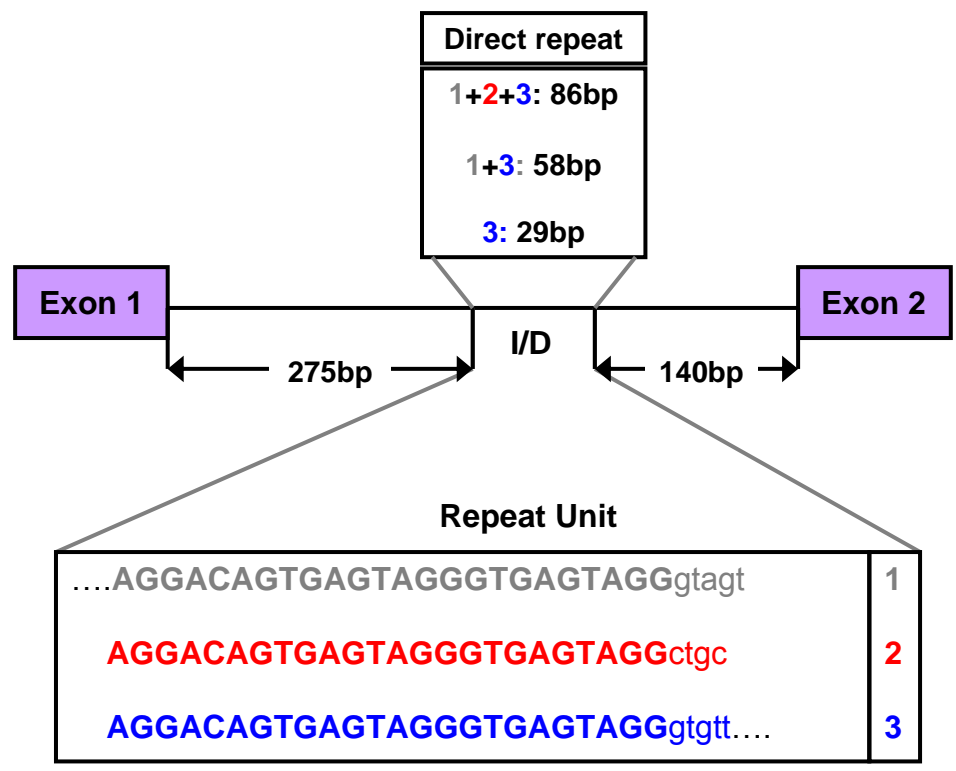 Direct repeat
1+2+3: 86bp
1+3: 58bp
3: 29bp
Exon 1
Exon 2
I/D
275bp
140bp
Repeat Unit
....AGGACAGTGAGTAGGGTGAGTAGGgtagt 1
AGGACAGTGAGTAGGGTGAGTAGGctgc 2
AGGACAGTGAGTAGGGTGAGTAGGgtgtt.... 3